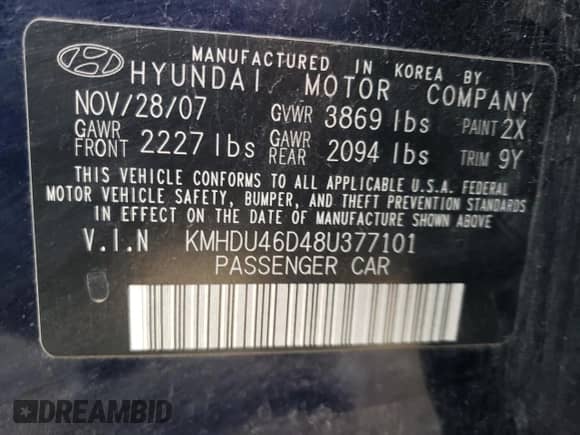 MANUFACTURED IN KOREA BY
HYUNDAI MOTOR COMPANY
NOV/28/07 GVWR 3869 lbs PAINT 2X
GAWR FRONT 2227 lbs GAWR REAR 2094 lbs TRIM 9Y
THIS VEHICLE CONFORMS TO ALL APPLICABLE U.S.A. FEDERAL
MOTOR VEHICLE SAFETY, BUMPER, AND THEFT PREVENTION STANDARDS
IN EFFECT ON THE DATE OF MANUFACTURE SHOWN ABOVE.
V.I.N KMHDU46D48U377101
PASSENGER CAR
DREAMBID